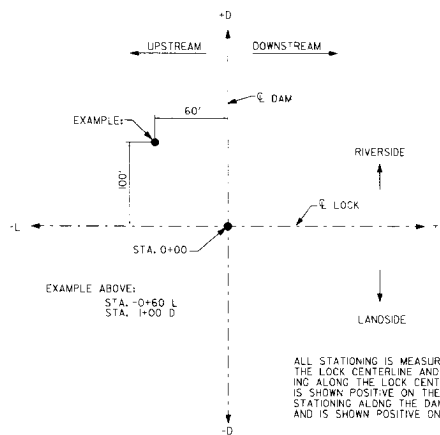 +D
UPSTREAM
DOWNSTREAM
60'
℄ DAM
EXAMPLE:
RIVERSIDE
100'
℄ LOCK
-L
STA. 0+00
EXAMPLE ABOVE:
STA. -0+60 L
STA. 1+00 D
LANDSIDE
ALL STATIONING IS MEASUR
THE LOCK CENTERLINE AND
ING ALONG THE LOCK CENT
IS SHOWN POSITIVE ON THE
STATIONING ALONG THE DAM
AND IS SHOWN POSITIVE ON
-D